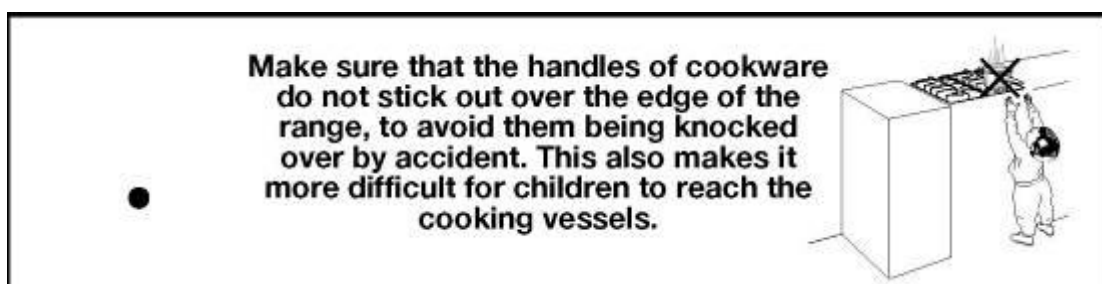 Make sure that the handles of cookware
do not stick out over the edge of the
range, to avoid them being knocked
over by accident. This also makes it
more difficult for children to reach the
cooking vessels.